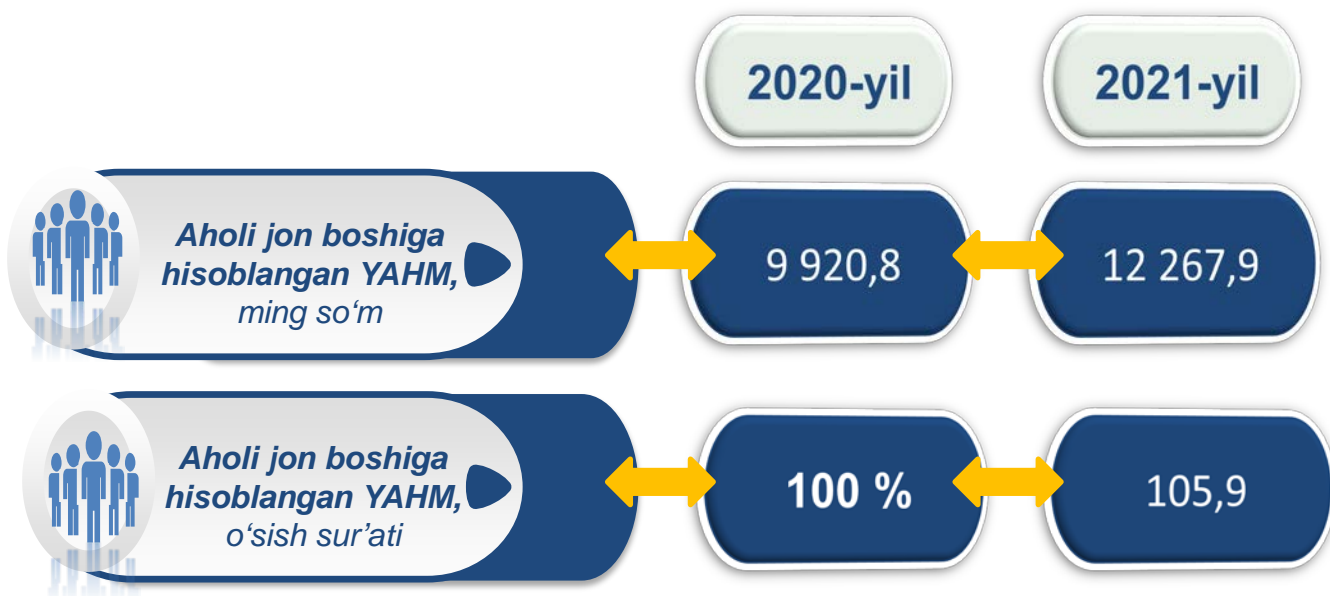 2020-yil
2021-yil
Aholi jon boshiga
hisoblangan YAHM,
ming so‘m
9 920,8
12 267,9
Aholi jon boshiga
hisoblangan YAHM,
o‘sish sur’ati
100 %
105,9